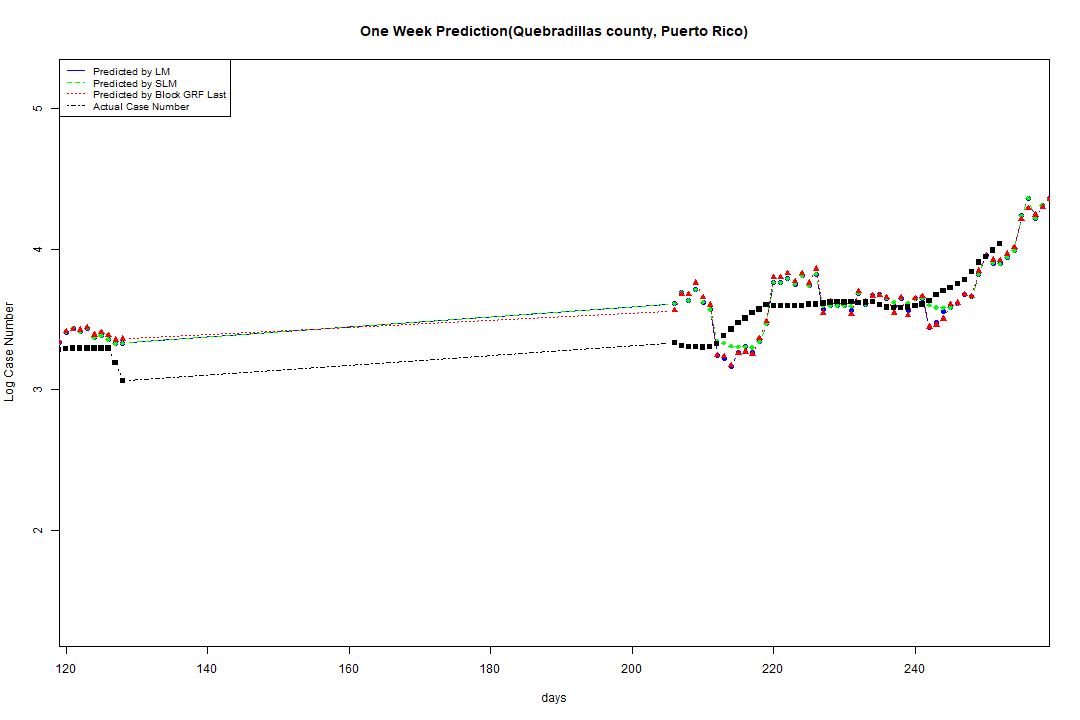 One Week Prediction(Quebradillas county, Puerto Rico)
Predicted by LM
Predicted by SLM
Predicted by Block GRF Last
Actual Case Number
Log Case Number
5
4
3
2
120 140 160 180 200 220 240
days